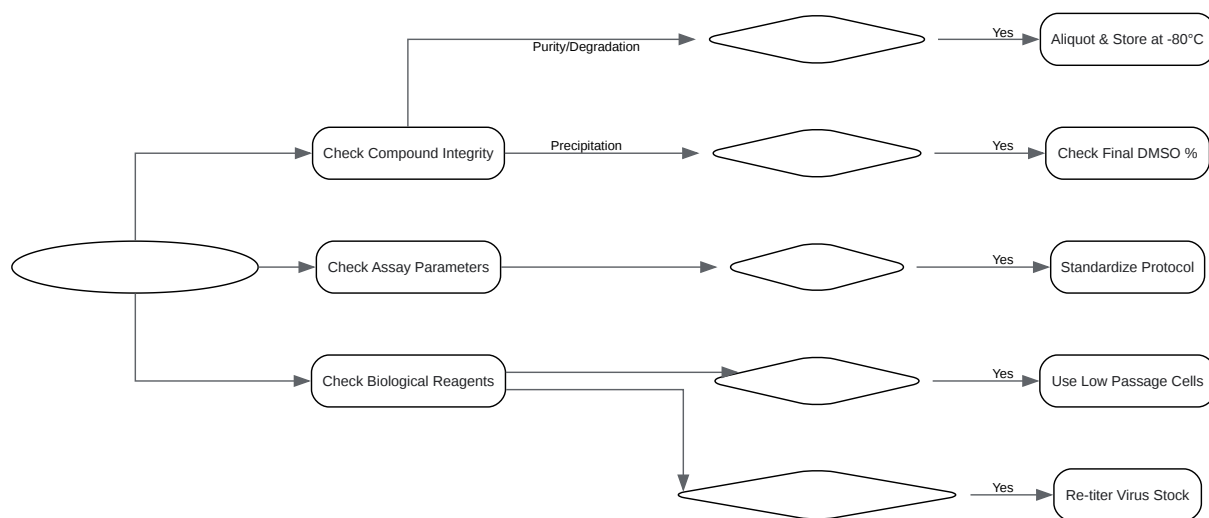 Purity/Degradation
Yes
Aliquot & Store at -80°C
Check Compound Integrity
Precipitation
Yes
Check Final DMSO %
Check Assay Parameters
Yes
Standardize Protocol
Check Biological Reagents
Yes
Use Low Passage Cells
Yes
Re-titer Virus Stock